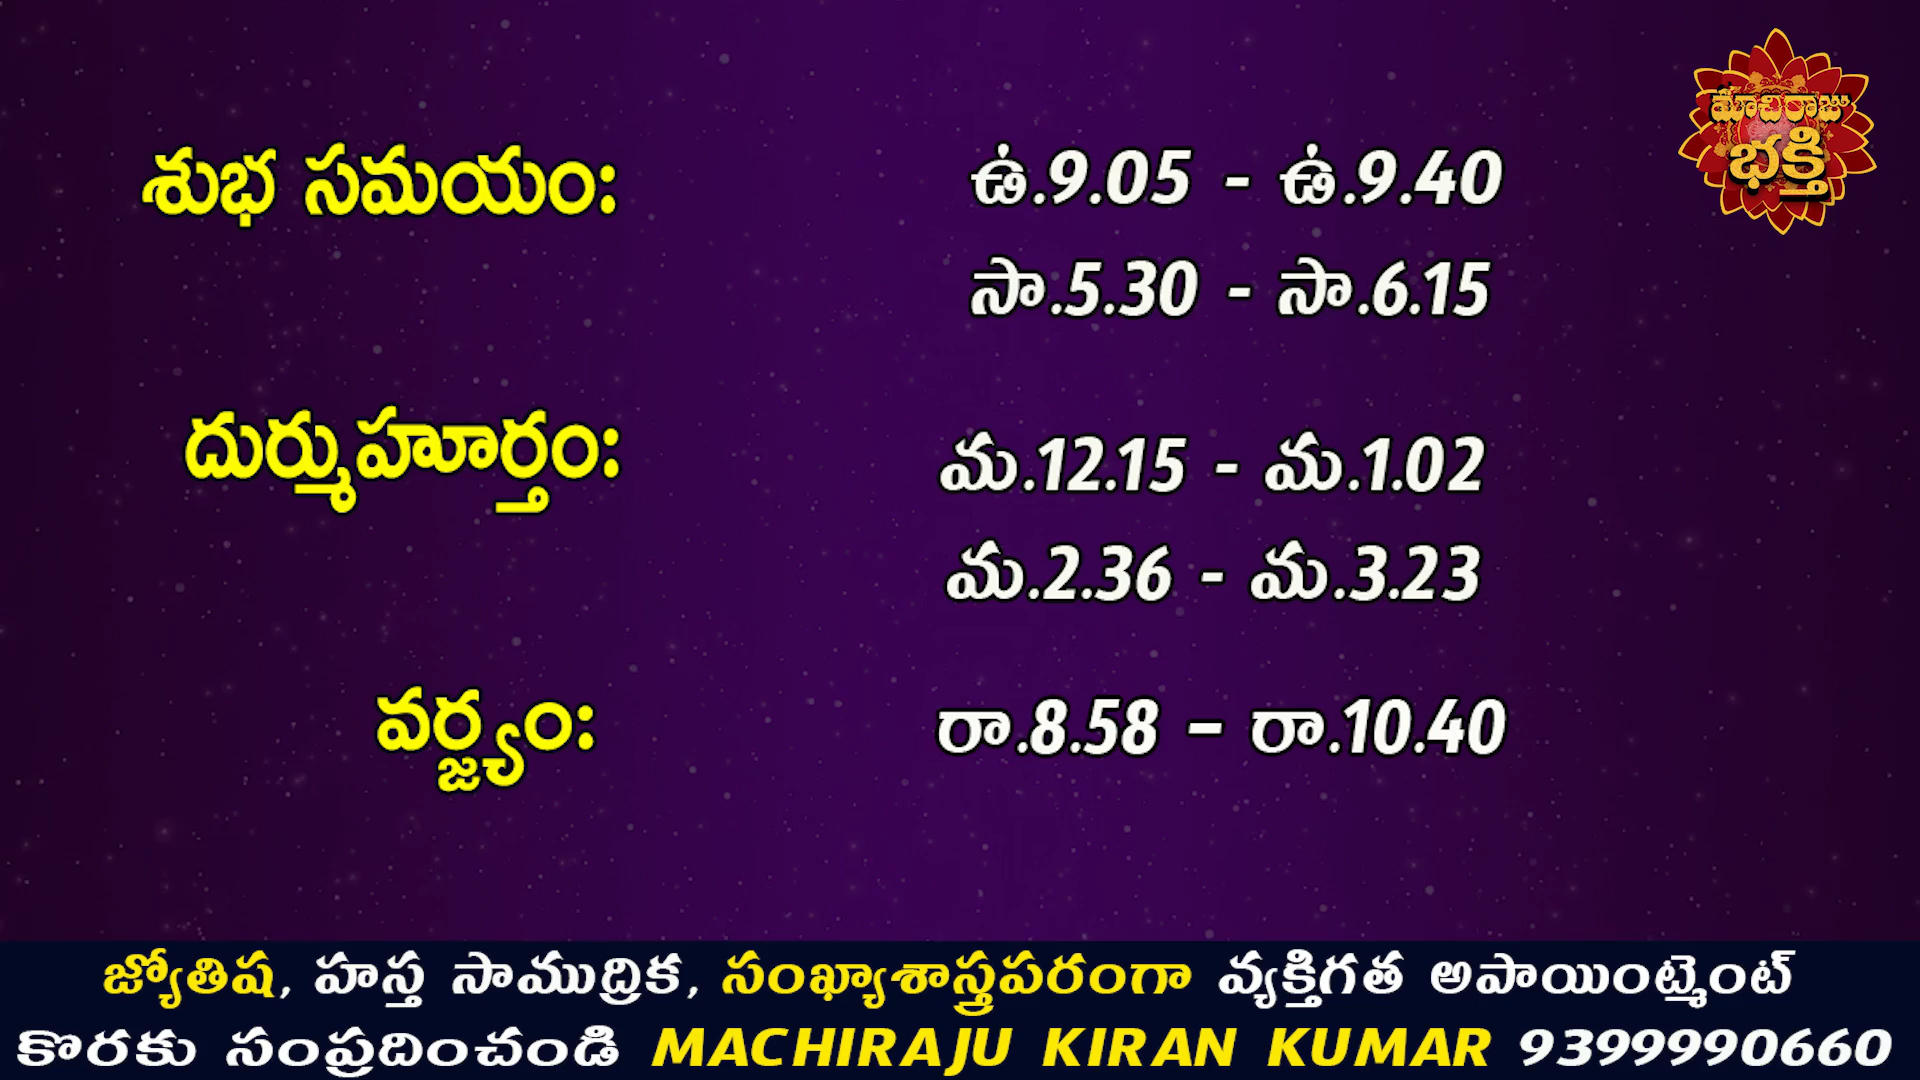 మాచిరాజు
భక్తి
శుభ సమయం: ఉ.9.05 - ఉ.9.40
సా.5.30 - సా.6.15
దుర్ముహూర్తం: మ.12.15 - మ.1.02
మ.2.36 - మ.3.23
వర్జ్యం: రా.8.58 – రా.10.40
జ్యోతిష, హస్త సాముద్రిక, సంఖ్యాశాస్త్రపరంగా వ్యక్తిగత అపాయింట్మెంట్
కొరకు సంప్రదించండి MACHIRAJU KIRAN KUMAR 9399990660